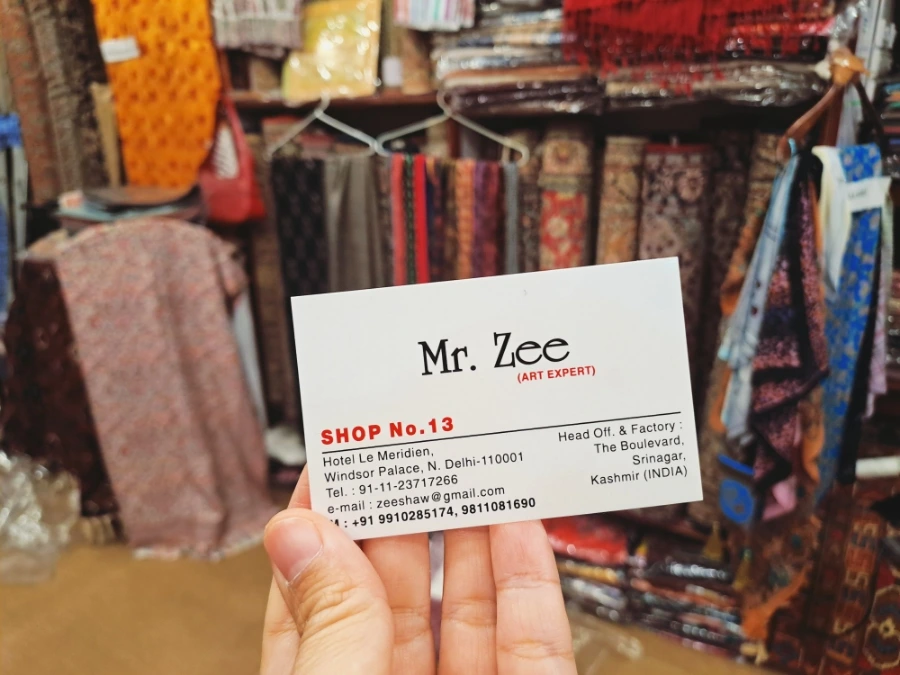 Mr. Zee
(ART EXPERT)
SHOP No.13
Hotel Le Meridien,
Windsor Palace, N. Delhi-110001
Tel. : 91-11-23717266
e-mail : zeeshaw@gmail.com
M : +91 9910285174, 9811081690
Head Off. & Factory :
The Boulevard,
Srinagar,
Kashmir (INDIA)